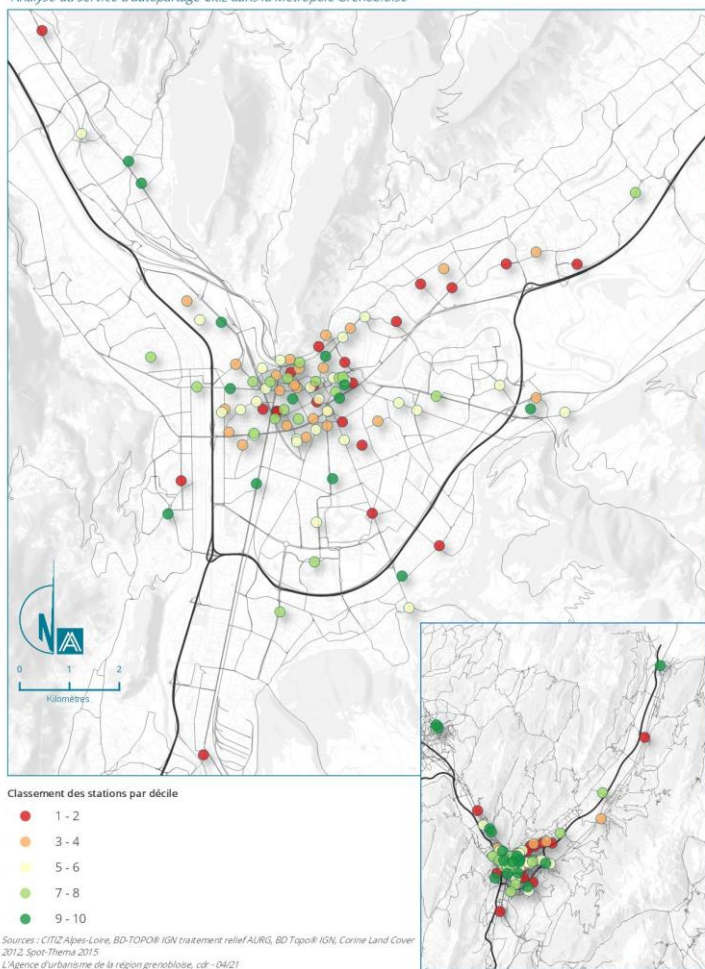 Analyse du service d'autopartage Citiz dans la Métropole Grenobloise
N
0 1 2
Kilomètres
Classement des stations par décile
1 - 2
3 - 4
5 - 6
7 - 8
9 - 10
Sources : CITIZ Alpes-Loire, BD-TOPO® IGN traitement relief AURG, BD Topo® IGN, Corine Land Cover
2012, Spot-Thema 2015
L'Agence d'urbanisme de la région grenobloise, cdr - 04/21